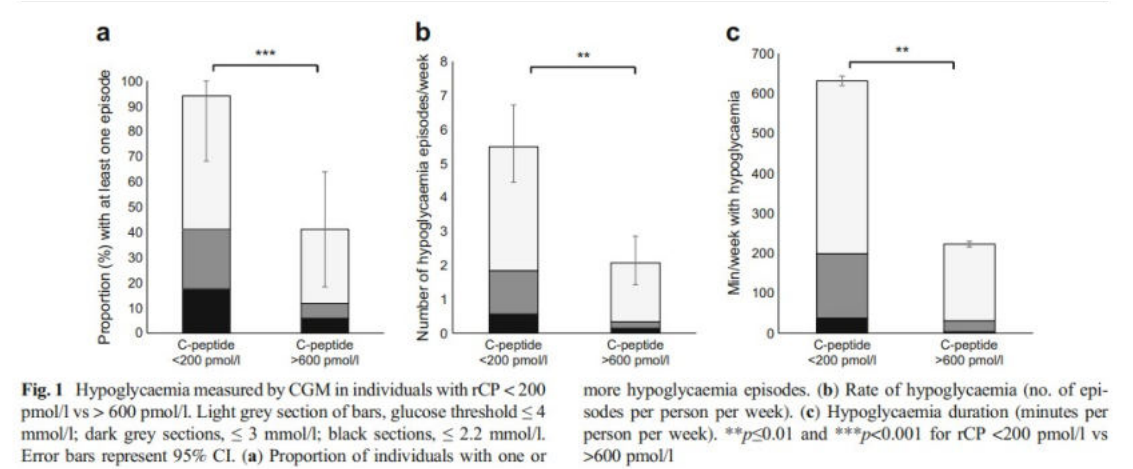 a
***
Proportion (%) with at least one episode
100
90
80
70
60
50
40
30
20
10
0
C-peptide
<200 pmol/l
C-peptide
>600 pmol/l
b
**
Number of hypoglycaemia episodes/week
8
7
6
5
4
3
2
1
0
C-peptide
<200 pmol/l
C-peptide
>600 pmol/l
c
**
Min/week with hypoglycaemia
700
600
500
400
300
200
100
0
C-peptide
<200 pmol/l
C-peptide
>600 pmol/l
Fig. 1 Hypoglycaemia measured by CGM in individuals with rCP < 200
pmol/l vs > 600 pmol/l. Light grey section of bars, glucose threshold ≤ 4
mmol/l; dark grey sections, ≤ 3 mmol/l; black sections, ≤ 2.2 mmol/l.
Error bars represent 95% CI. (a) Proportion of individuals with one or
more hypoglycaemia episodes. (b) Rate of hypoglycaemia (no. of epi-
sodes per person per week). (c) Hypoglycaemia duration (minutes per
person per week). **p≤0.01 and ***p<0.001 for rCP <200 pmol/l vs
>600 pmol/l